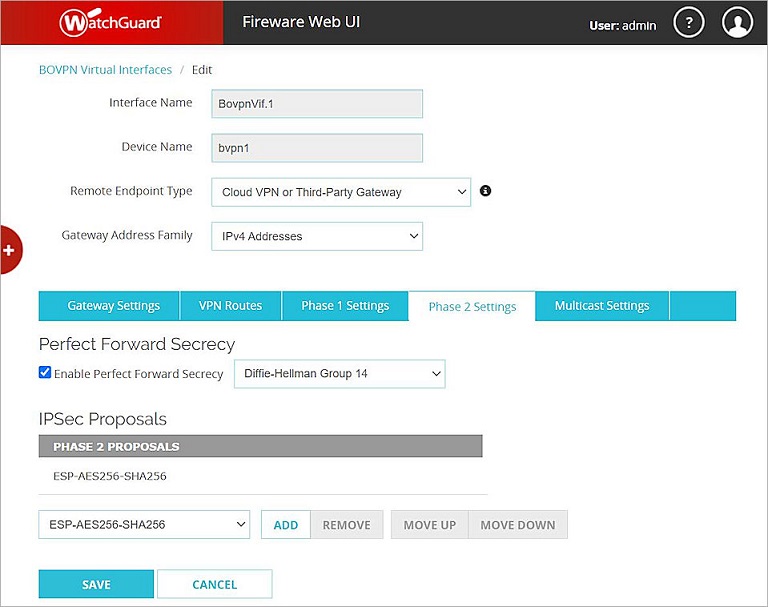 WatchGuard Fireware Web UI User: admin ?
BOVPN Virtual Interfaces / Edit
Interface Name BovpnVif.1
Device Name bvpn1
Remote Endpoint Type Cloud VPN or Third-Party Gateway i
Gateway Address Family IPv4 Addresses
+
Gateway Settings VPN Routes Phase 1 Settings Phase 2 Settings Multicast Settings
Perfect Forward Secrecy
Enable Perfect Forward Secrecy Diffie-Hellman Group 14
IPSec Proposals
PHASE 2 PROPOSALS
ESP-AES256-SHA256
ESP-AES256-SHA256 ADD REMOVE MOVE UP MOVE DOWN
SAVE CANCEL